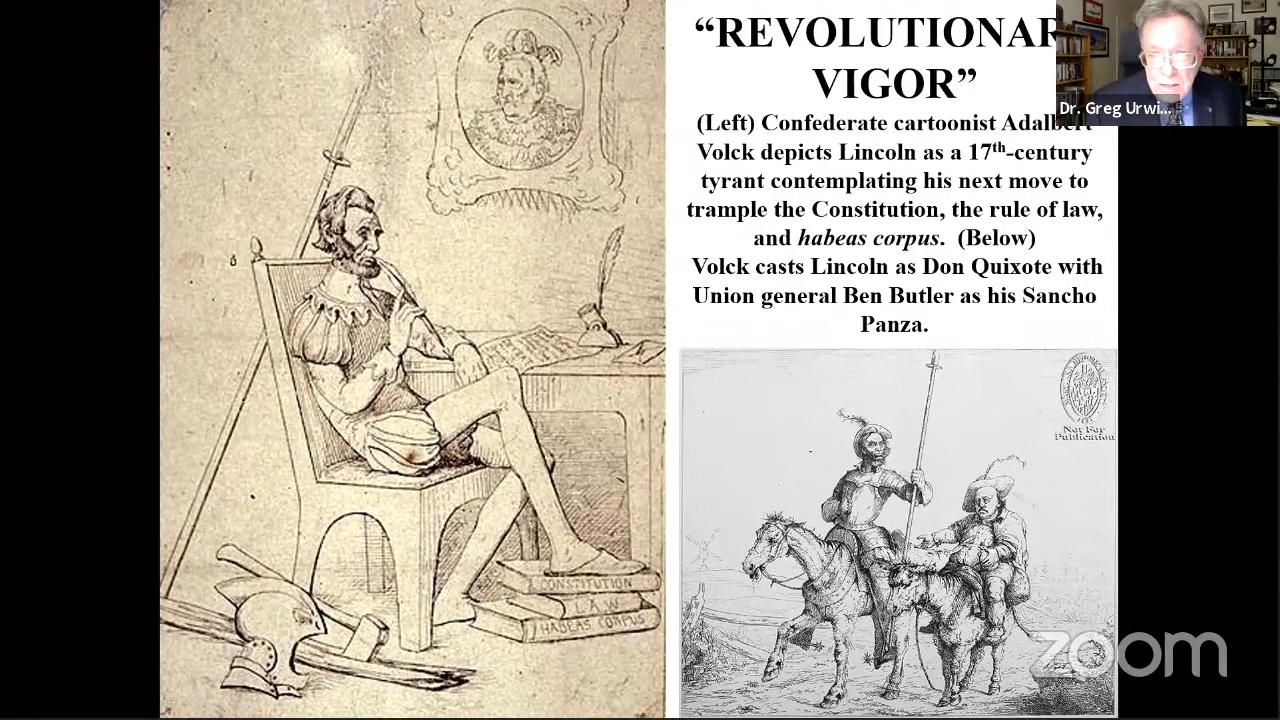 “REVOLUTIONAR
VIGOR”
(Left) Confederate cartoonist Adalbert
Volck depicts Lincoln as a 17th-century
tyrant contemplating his next move to
trample the Constitution, the rule of law,
and habeas corpus. (Below)
Volck casts Lincoln as Don Quixote with
Union general Ben Butler as his Sancho
Panza.
Dr. Greg Urwi...
CONSTITUTION
LAW
HABEAS CORPUS
Not For
Publication
zoom